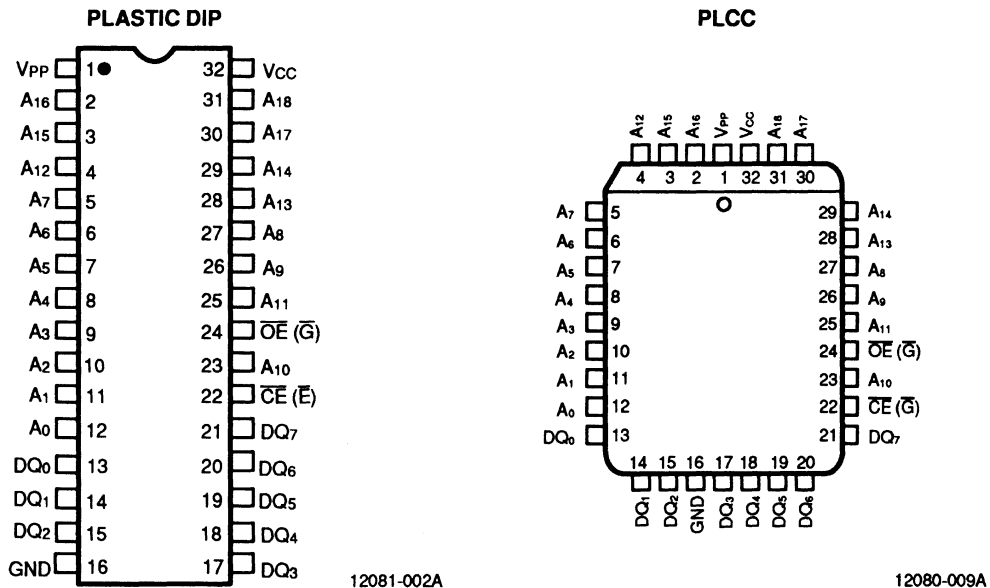 PLASTIC DIP
VPP 1 32 VCC
A16 2 31 A18
A15 3 30 A17
A12 4 29 A14
A7 5 28 A13
A6 6 27 A8
A5 7 26 A9
A4 8 25 A11
A3 9 24 OE (G)
A2 10 23 A10
A1 11 22 CE (E)
A0 12 21 DQ7
DQ0 13 20 DQ6
DQ1 14 19 DQ5
DQ2 15 18 DQ4
GND 16 17 DQ3
12081-002A
PLCC
A12 A15 A16 VPP VCC A18 A17
4 3 2 1 32 31 30
A7 5 29 A14
A6 6 28 A13
A5 7 27 A8
A4 8 26 A9
A3 9 25 A11
A2 10 24 OE (G)
A1 11 23 A10
A0 12 22 CE (G)
DQ0 13 21 DQ7
14 15 16 17 18 19 20
DQ1 DQ2 GND DQ3 DQ4 DQ5 DQ6
12080-009A